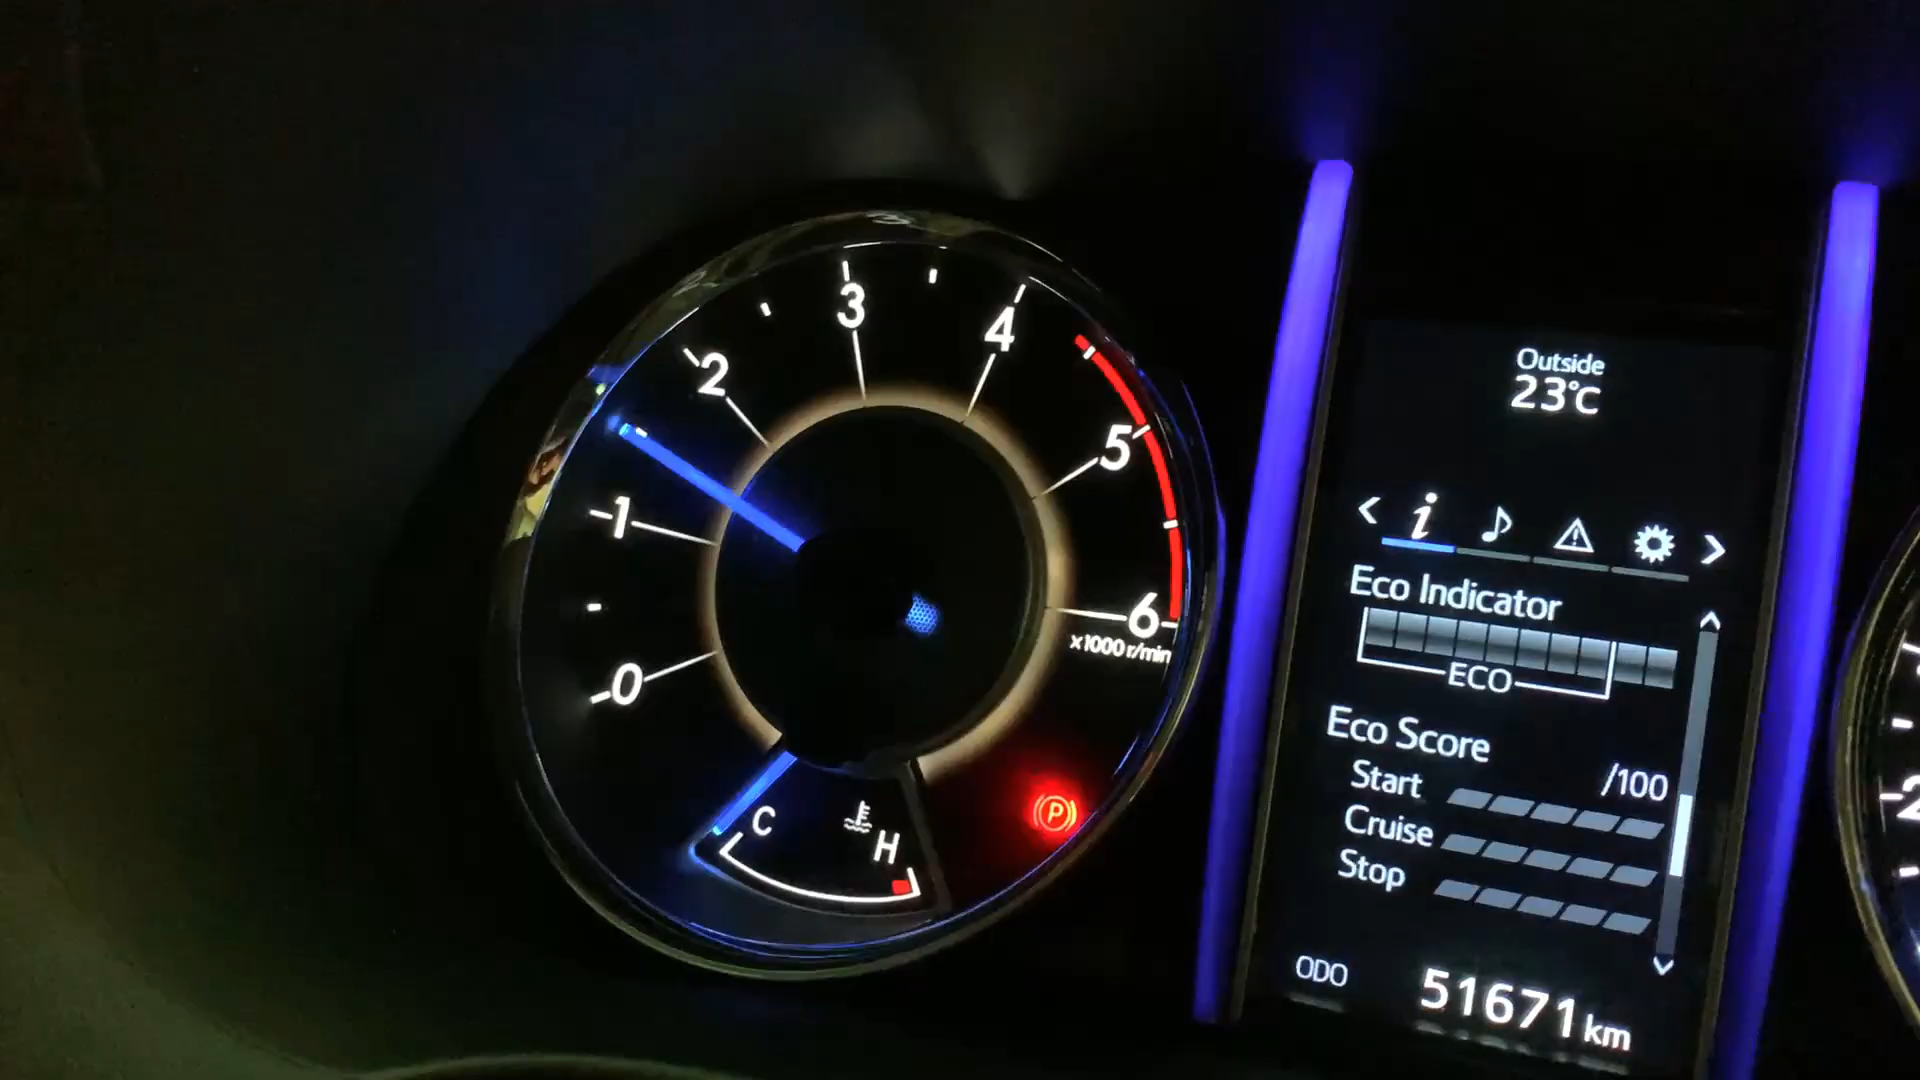 0
1
2
3
4
5
6
x1000 r/min
C
H
P
Outside
23°C
i
Eco Indicator
ECO
Eco Score
/100
Start
Cruise
Stop
ODO
51671 km